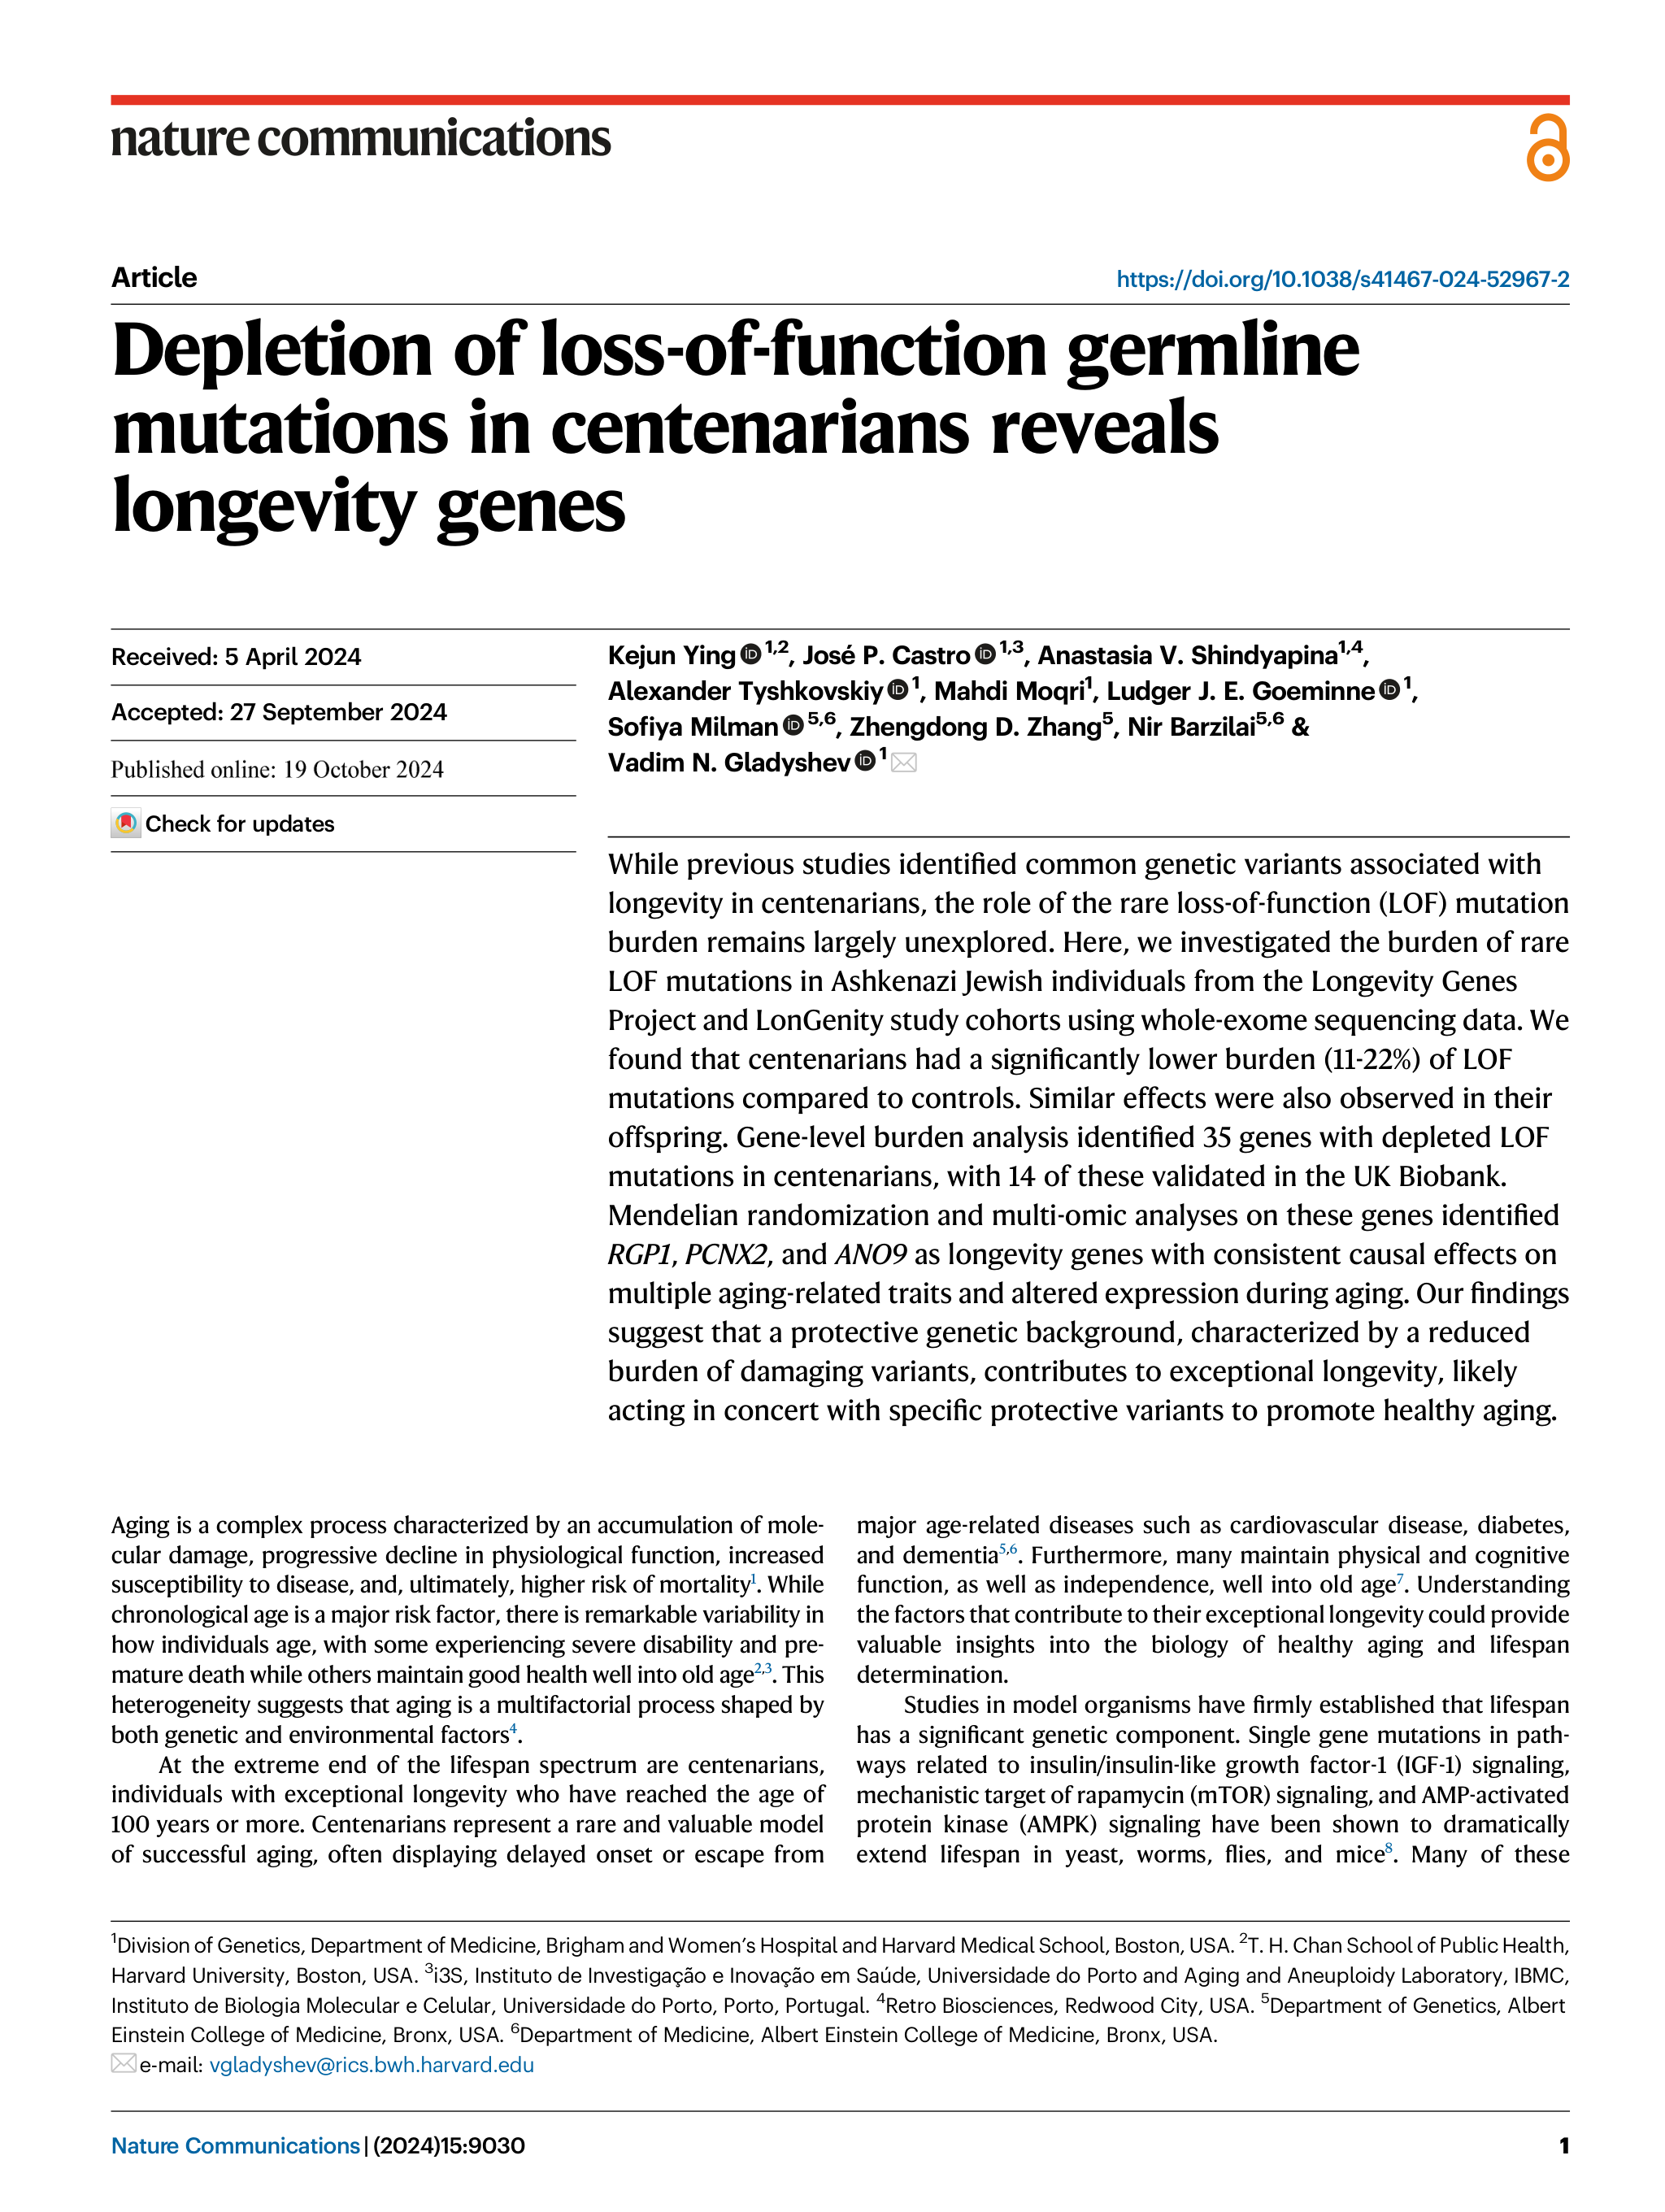 nature communications
Article
https://doi.org/10.1038/s41467-024-52967-2
Depletion of loss-of-function germline
mutations in centenarians reveals
longevity genes
Received: 5 April 2024
Accepted: 27 September 2024
Published online: 19 October 2024
Check for updates
Kejun Ying 1,2, José P. Castro 1,3, Anastasia V. Shindyapina1,4,
Alexander Tyshkovskiy 1, Mahdi Moqri1, Ludger J. E. Goeminne 1,
Sofiya Milman 5,6, Zhengdong D. Zhang5, Nir Barzilai5,6 &
Vadim N. Gladyshev 1
While previous studies identified common genetic variants associated with
longevity in centenarians, the role of the rare loss-of-function (LOF) mutation
burden remains largely unexplored. Here, we investigated the burden of rare
LOF mutations in Ashkenazi Jewish individuals from the Longevity Genes
Project and LonGenity study cohorts using whole-exome sequencing data. We
found that centenarians had a significantly lower burden (11-22%) of LOF
mutations compared to controls. Similar effects were also observed in their
offspring. Gene-level burden analysis identified 35 genes with depleted LOF
mutations in centenarians, with 14 of these validated in the UK Biobank.
Mendelian randomization and multi-omic analyses on these genes identified
RGP1, PCNX2, and ANO9 as longevity genes with consistent causal effects on
multiple aging-related traits and altered expression during aging. Our findings
suggest that a protective genetic background, characterized by a reduced
burden of damaging variants, contributes to exceptional longevity, likely
acting in concert with specific protective variants to promote healthy aging.
Aging is a complex process characterized by an accumulation of mole-
cular damage, progressive decline in physiological function, increased
susceptibility to disease, and, ultimately, higher risk of mortality1. While
chronological age is a major risk factor, there is remarkable variability in
how individuals age, with some experiencing severe disability and pre-
mature death while others maintain good health well into old age2,3. This
heterogeneity suggests that aging is a multifactorial process shaped by
both genetic and environmental factors4.
At the extreme end of the lifespan spectrum are centenarians,
individuals with exceptional longevity who have reached the age of
100 years or more. Centenarians represent a rare and valuable model
of successful aging, often displaying delayed onset or escape from
major age-related diseases such as cardiovascular disease, diabetes,
and dementia5,6. Furthermore, many maintain physical and cognitive
function, as well as independence, well into old age7. Understanding
the factors that contribute to their exceptional longevity could provide
valuable insights into the biology of healthy aging and lifespan
determination.
Studies in model organisms have firmly established that lifespan
has a significant genetic component. Single gene mutations in path-
ways related to insulin/insulin-like growth factor-1 (IGF-1) signaling,
mechanistic target of rapamycin (mTOR) signaling, and AMP-activated
protein kinase (AMPK) signaling have been shown to dramatically
extend lifespan in yeast, worms, flies, and mice8. Many of these
1Division of Genetics, Department of Medicine, Brigham and Women's Hospital and Harvard Medical School, Boston, USA. 2T. H. Chan School of Public Health,
Harvard University, Boston, USA. 3i3S, Instituto de Investigação e Inovação em Saúde, Universidade do Porto and Aging and Aneuploidy Laboratory, IBMC,
Instituto de Biologia Molecular e Celular, Universidade do Porto, Porto, Portugal. 4Retro Biosciences, Redwood City, USA. 5Department of Genetics, Albert
Einstein College of Medicine, Bronx, USA. 6Department of Medicine, Albert Einstein College of Medicine, Bronx, USA.
e-mail: vgladyshev@rics.bwh.harvard.edu
Nature Communications | (2024)15:9030
1